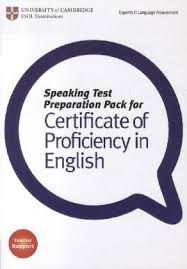 UNIVERSITY of CAMBRIDGE
ESOL Examinations
Experts in Language Assessment
Speaking Test
Preparation Pack for
Certificate of
Proficiency in
English
Teacher
Support